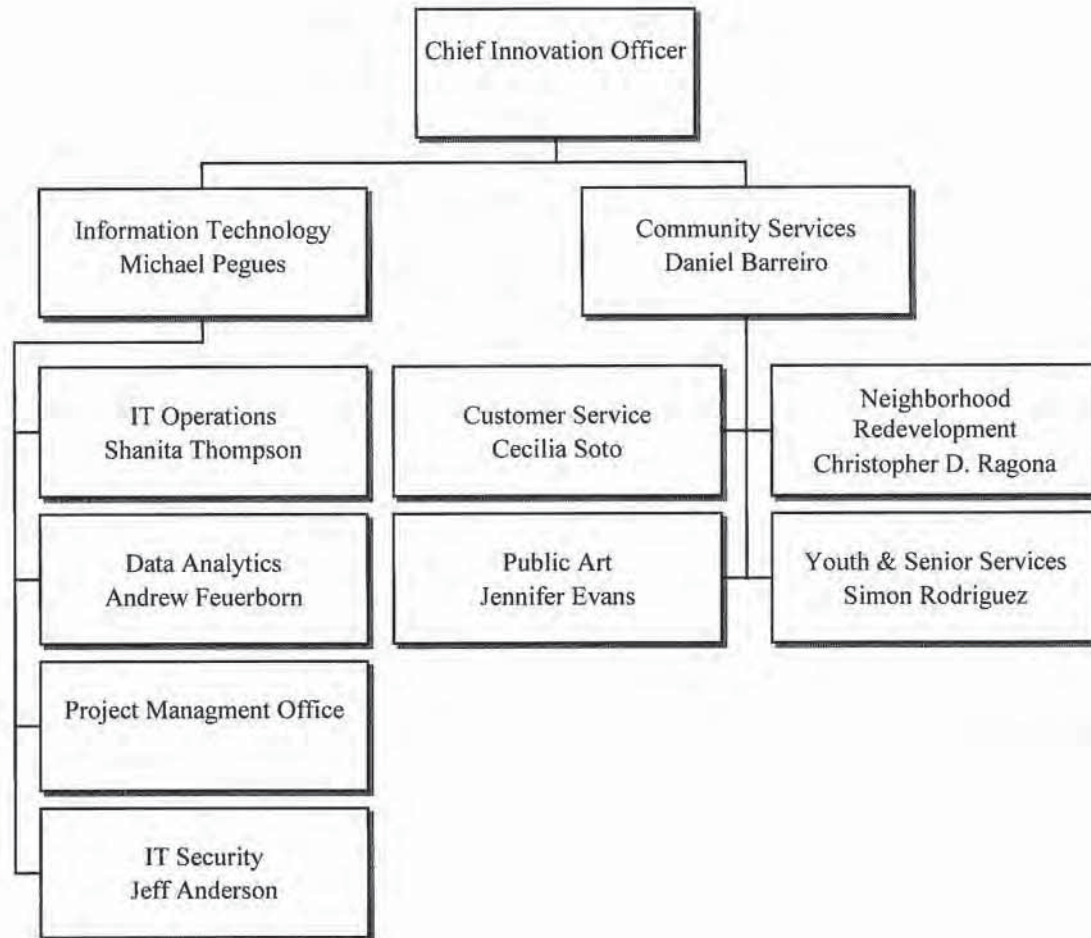 Chief Innovation Officer
Information Technology
Michael Pegues
Community Services
Daniel Barreiro
IT Operations
Shanita Thompson
Customer Service
Cecilia Soto
Neighborhood
Redevelopment
Christopher D. Ragona
Data Analytics
Andrew Feuerborn
Public Art
Jennifer Evans
Youth & Senior Services
Simon Rodriguez
Project Managment Office
IT Security
Jeff Anderson